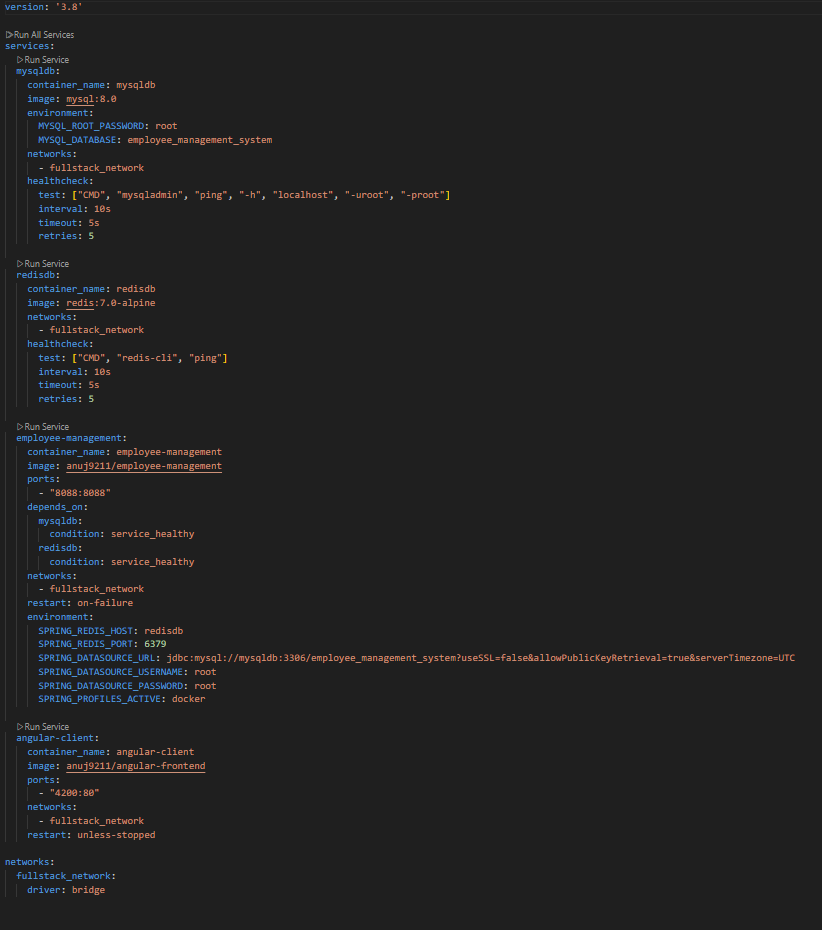 version: '3.8'
Run All Services
services:
Run Service
mysqldb:
container_name: mysqldb
image: mysql:8.0
environment:
MYSQL_ROOT_PASSWORD: root
MYSQL_DATABASE: employee_management_system
networks:
- fullstack_network
healthcheck:
test: ["CMD", "mysqladmin", "ping", "-h", "localhost", "-uroot", "-proot"]
interval: 10s
timeout: 5s
retries: 5
Run Service
redisdb:
container_name: redisdb
image: redis:7.0-alpine
networks:
- fullstack_network
healthcheck:
test: ["CMD", "redis-cli", "ping"]
interval: 10s
timeout: 5s
retries: 5
Run Service
employee-management:
container_name: employee-management
image: anuj9211/employee-management
ports:
- "8088:8088"
depends_on:
mysqldb:
condition: service_healthy
redisdb:
condition: service_healthy
networks:
- fullstack_network
restart: on-failure
environment:
SPRING_REDIS_HOST: redisdb
SPRING_REDIS_PORT: 6379
SPRING_DATASOURCE_URL: jdbc:mysql://mysqldb:3306/employee_management_system?useSSL=false&allowPublicKeyRetrieval=true&serverTimezone=UTC
SPRING_DATASOURCE_USERNAME: root
SPRING_DATASOURCE_PASSWORD: root
SPRING_PROFILES_ACTIVE: docker
Run Service
angular-client:
container_name: angular-client
image: anuj9211/angular-frontend
ports:
- "4200:80"
networks:
- fullstack_network
restart: unless-stopped
networks:
fullstack_network:
driver: bridge